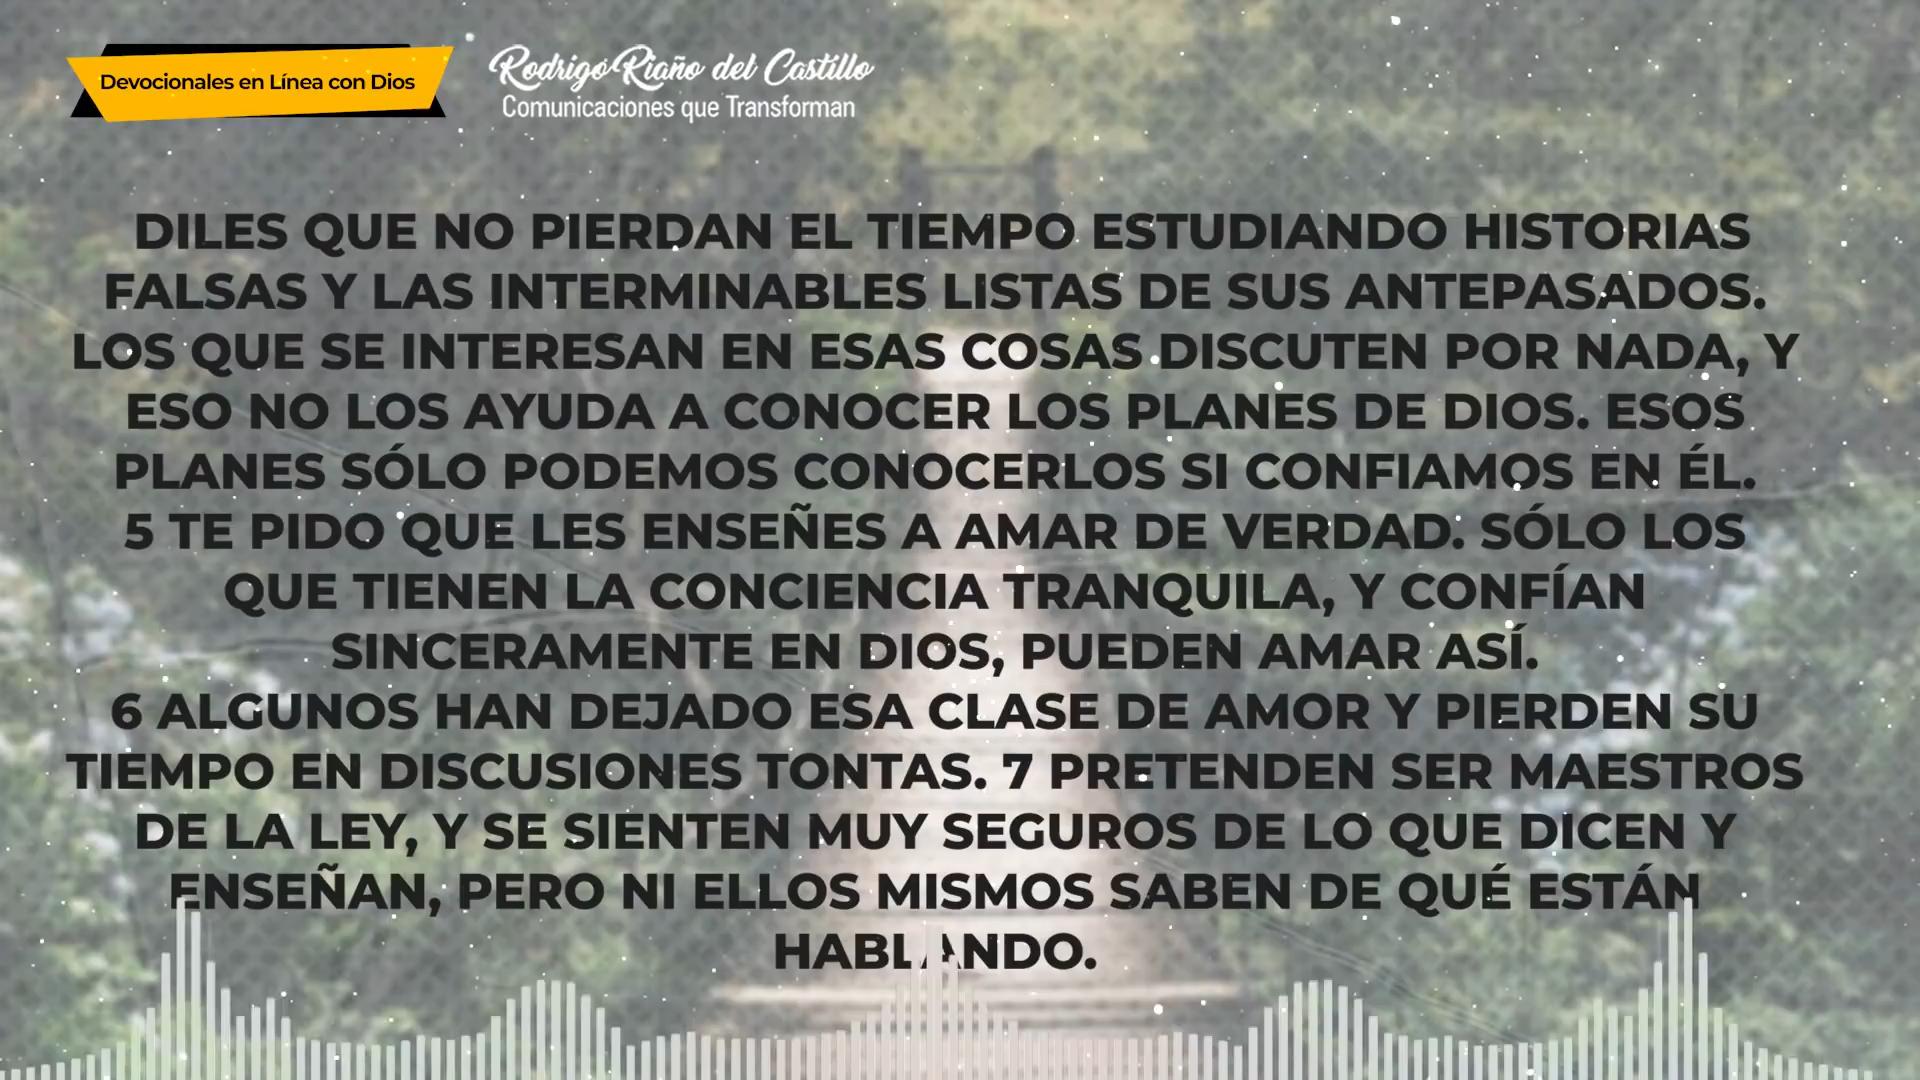 Devocionales en Línea con Dios
Rodrigo Riaño del Castillo
Comunicaciones que Transforman
DILES QUE NO PIERDAN EL TIEMPO ESTUDIANDO HISTORIAS
FALSAS Y LAS INTERMINABLES LISTAS DE SUS ANTEPASADOS.
LOS QUE SE INTERESAN EN ESAS COSAS DISCUTEN POR NADA, Y
ESO NO LOS AYUDA A CONOCER LOS PLANES DE DIOS. ESOS
PLANES SÓLO PODEMOS CONOCERLOS SI CONFIAMOS EN ÉL.
5 TE PIDO QUE LES ENSEÑES A AMAR DE VERDAD. SÓLO LOS
QUE TIENEN LA CONCIENCIA TRANQUILA, Y CONFÍAN
SINCERAMENTE EN DIOS, PUEDEN AMAR ASÍ.
6 ALGUNOS HAN DEJADO ESA CLASE DE AMOR Y PIERDEN SU
TIEMPO EN DISCUSIONES TONTAS. 7 PRETENDEN SER MAESTROS
DE LA LEY, Y SE SIENTEN MUY SEGUROS DE LO QUE DICEN Y
ENSEÑAN, PERO NI ELLOS MISMOS SABEN DE QUÉ ESTÁN
HABLANDO.